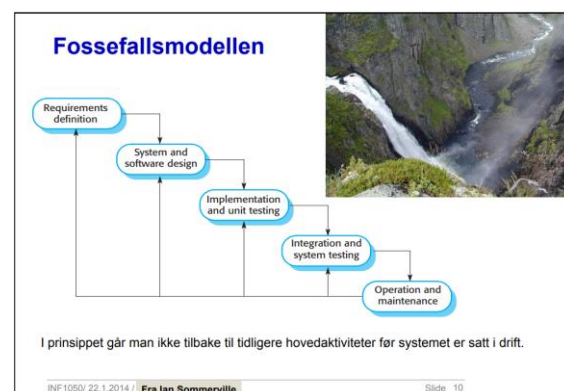 Fossefallsmodellen
Requirements
definition
System and
software design
Implementation
and unit testing
Integration and
system testing
Operation and
maintenance
I prinsippet går man ikke tilbake til tidligere hovedaktiviteter før systemet er satt i drift.
INF1050/ 22.1.2014 / Fra Ian Sommerville
Slide 10